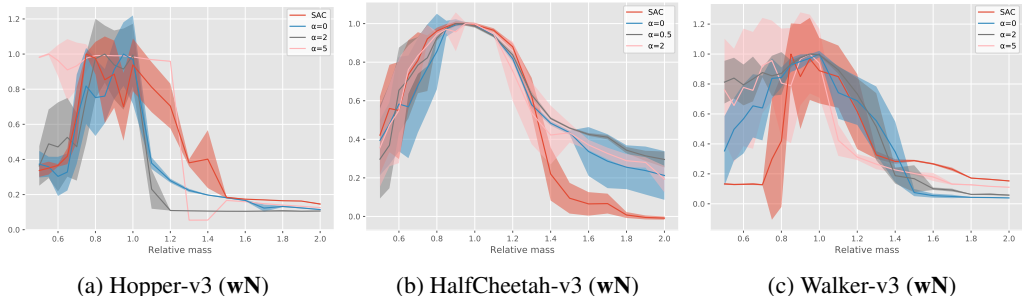 SAC
α=0
α=2
α=5
1.2
1.0
0.8
0.6
0.4
0.2
0.0
0.6 0.8 1.0 1.2 1.4 1.6 1.8 2.0
Relative mass
(a) Hopper-v3 (wN)
SAC
α=0
α=0.5
α=2
1.0
0.8
0.6
0.4
0.2
0.0
0.6 0.8 1.0 1.2 1.4 1.6 1.8 2.0
Relative mass
(b) HalfCheetah-v3 (wN)
SAC
α=0
α=2
α=5
1.2
1.0
0.8
0.6
0.4
0.2
0.0
0.6 0.8 1.0 1.2 1.4 1.6 1.8 2.0
Relative mass
(c) Walker-v3 (wN)